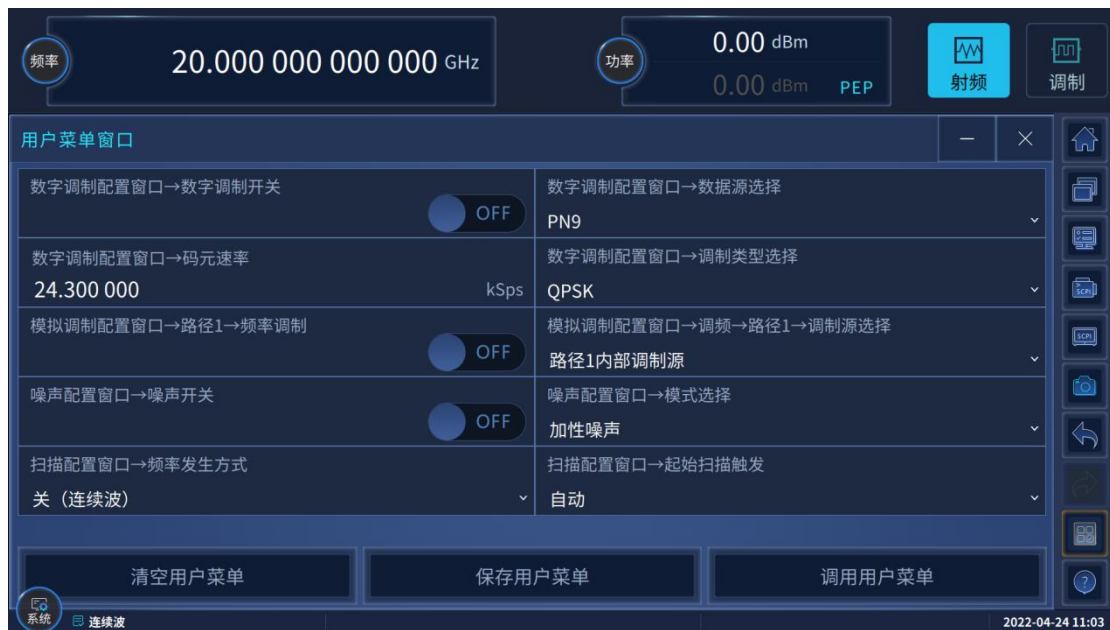 频率
20.000 000 000 000 GHz
功率
0.00 dBm
0.00 dBm PEP
射频
调制
用户菜单窗口
数字调制配置窗口→数字调制开关
OFF
数字调制配置窗口→数据源选择
PN9
数字调制配置窗口→码元速率
24.300 000 kSps
数字调制配置窗口→调制类型选择
QPSK
模拟调制配置窗口→路径1→频率调制
OFF
模拟调制配置窗口→调频→路径1→调制源选择
路径1内部调制源
噪声配置窗口→噪声开关
OFF
噪声配置窗口→模式选择
加性噪声
扫描配置窗口→频率发生方式
关（连续波）
扫描配置窗口→起始扫描触发
自动
SCPI
SCPI
清空用户菜单
保存用户菜单
调用用户菜单
?
系统
连续波
2022-04-24 11:03